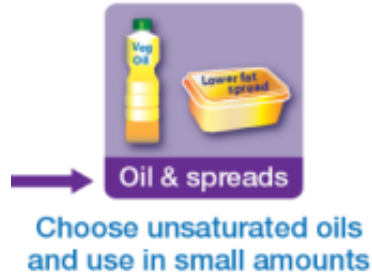 Veg
Oil
Lower fat
spread
Oil & spreads
Choose unsaturated oils
and use in small amounts